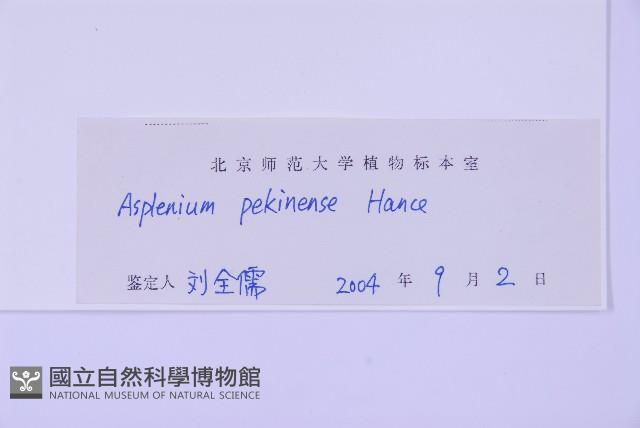 北京师范大学植物标本室
Asplenium pekinense Hance
鉴定人 刘全儒 2004 年 9 月 2 日
國立自然科學博物館
NATIONAL MUSEUM OF NATURAL SCIENCE